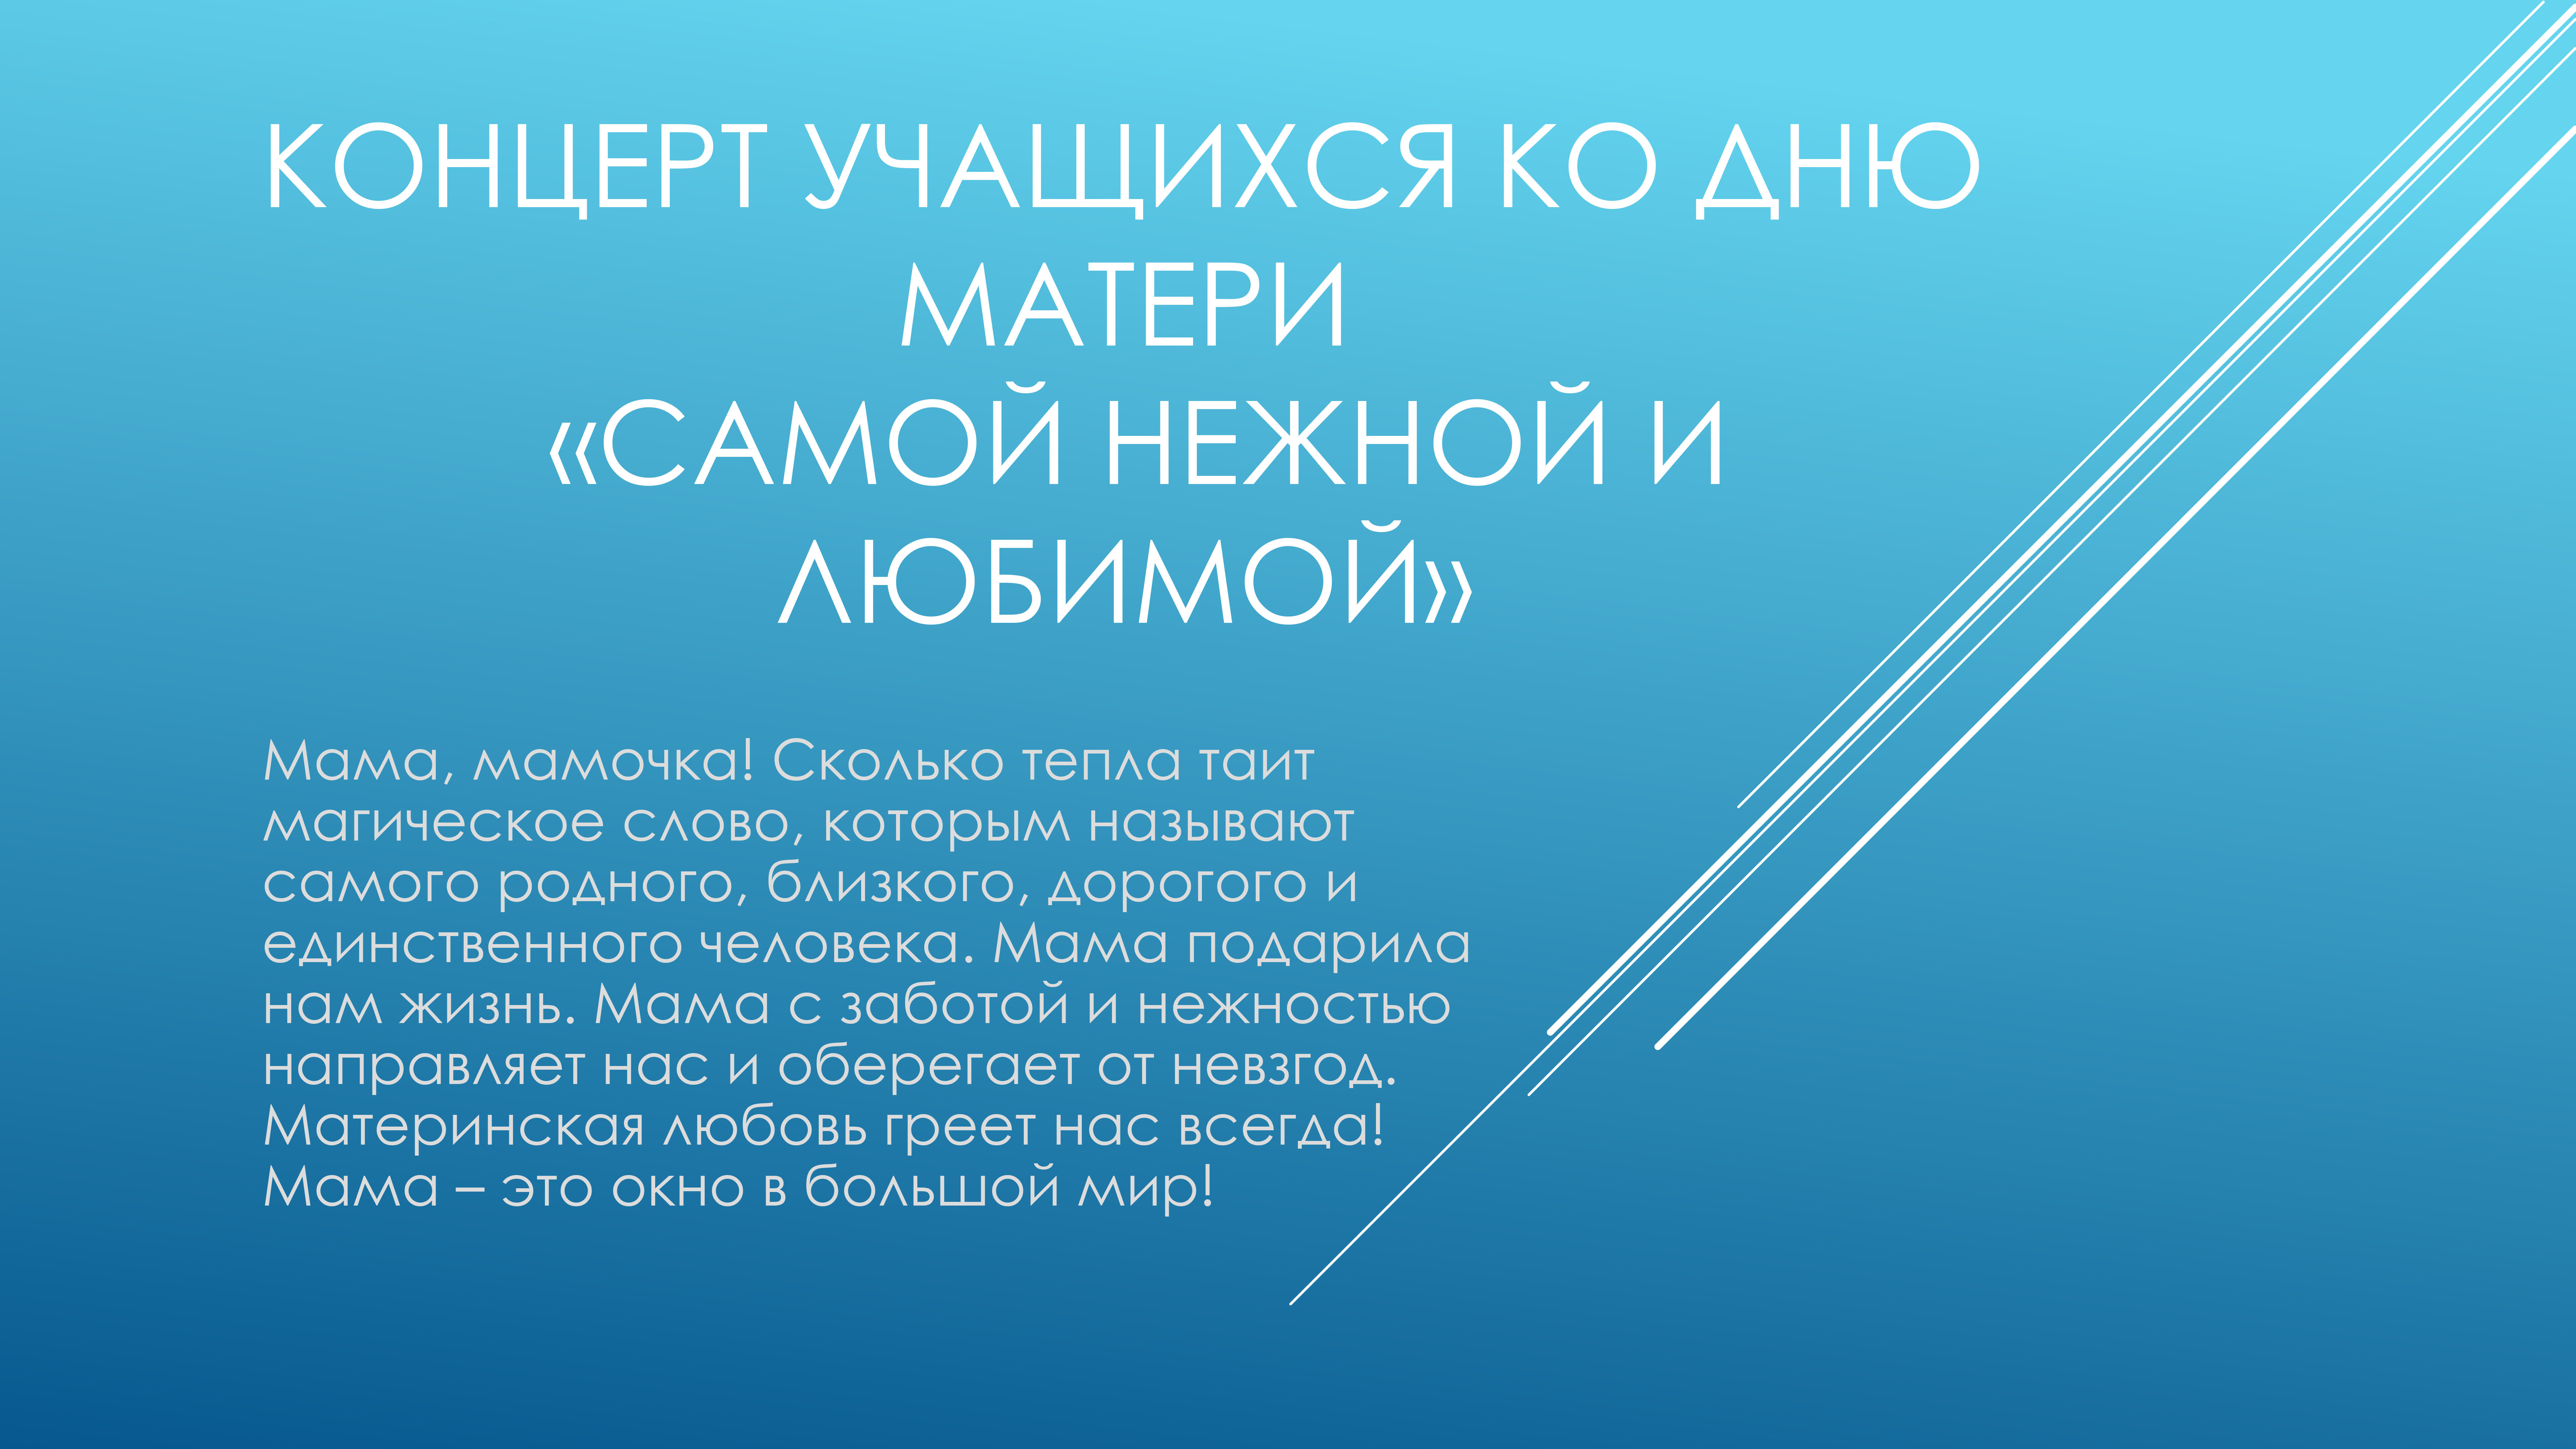 КОНЦЕРТ УЧАЩИХСЯ КО ДНЮ
МАТЕРИ
«САМОЙ НЕЖНОЙ И
ЛЮБИМОЙ»
Мама, мамочка! Сколько тепла таит
магическое слово, которым называют
самого родного, близкого, дорогого и
единственного человека. Мама подарила
нам жизнь. Мама с заботой и нежностью
направляет нас и оберегает от невзгод.
Материнская любовь греет нас всегда!
Мама – это окно в большой мир!